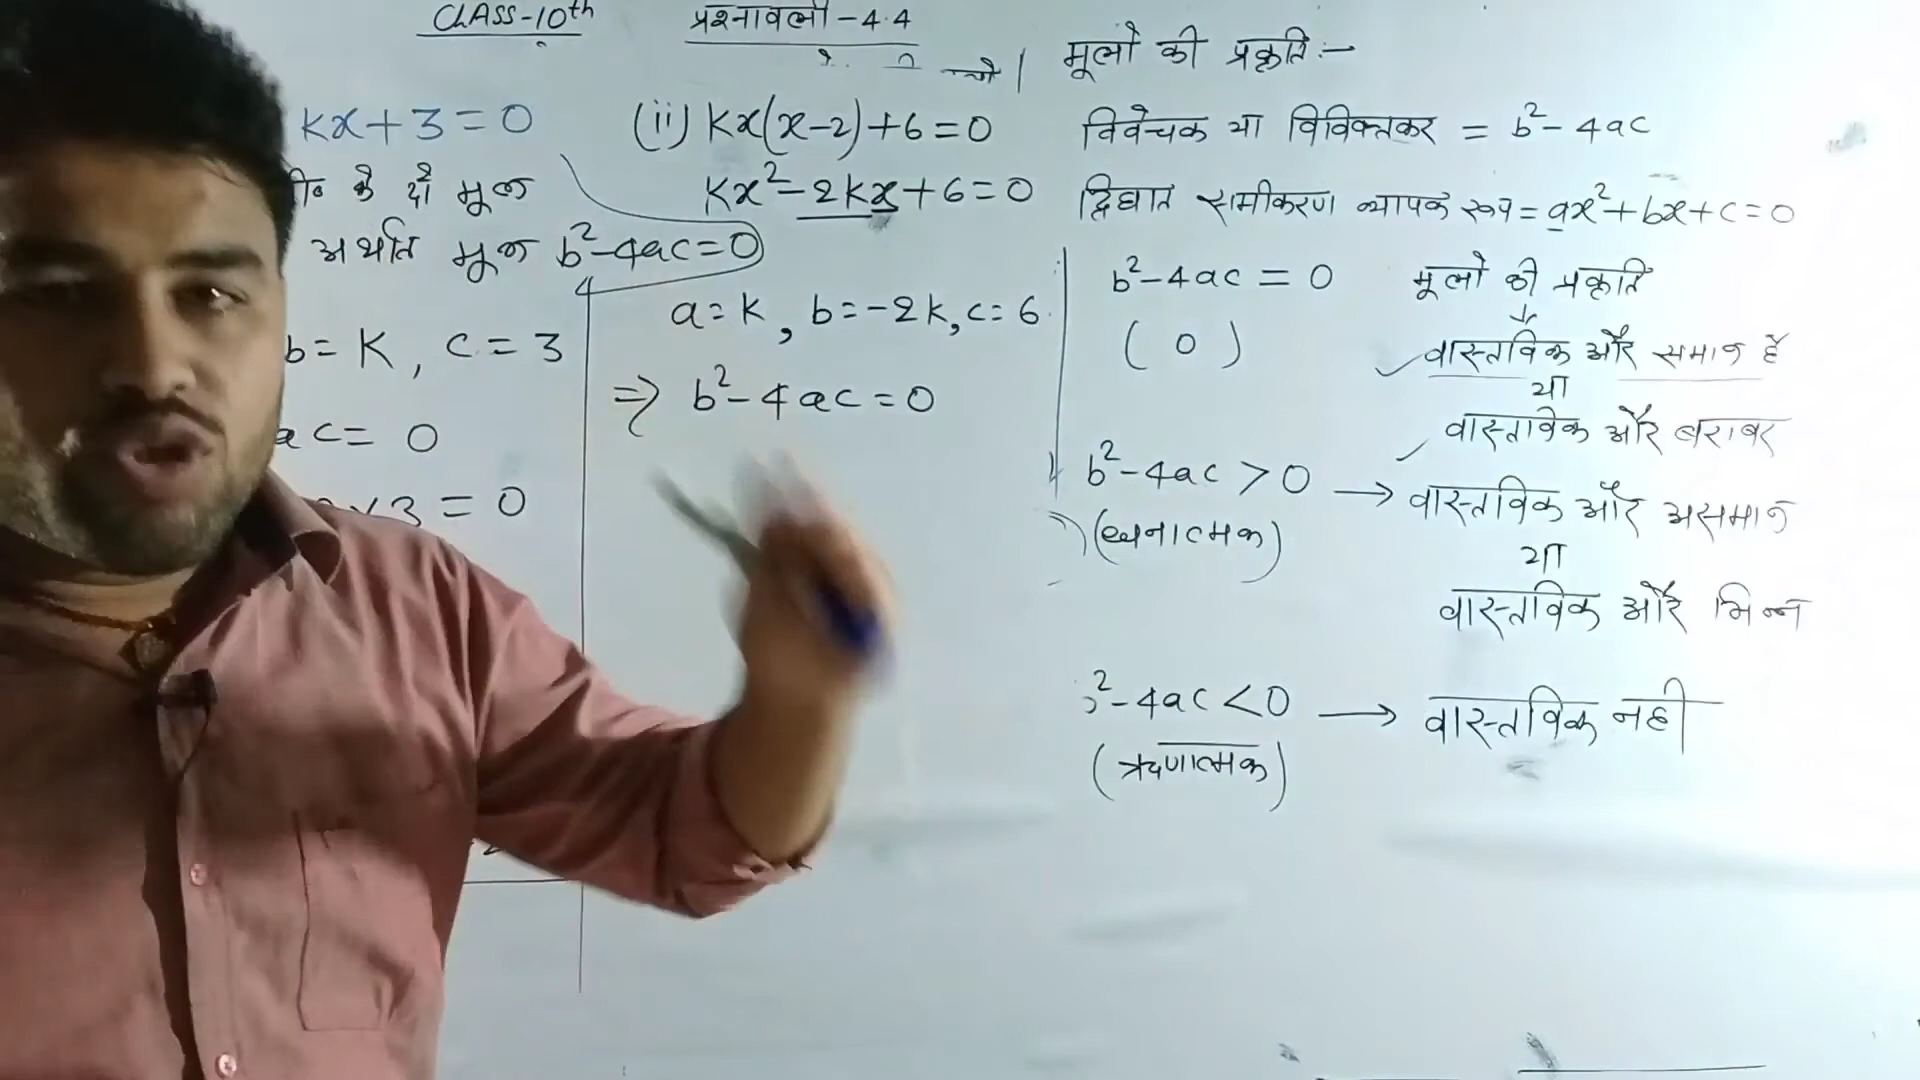 CLASS-10th
प्रश्नावली-4.4
kx+3=0
के दो मूल
अर्थात मूल b²-4ac=0
b=K, c=3
ac=0
×3=0
(ii) Kx(x-2)+6=0
Kx²-2kx+6=0
a=K, b=-2K, c=6
=> b²-4ac=0
मूलो की प्रकृति:-
विवेचक या विविक्तकर = b²-4ac
द्विघात समीकरण व्यापक रूप = ax²+bx+c=0
b²-4ac=0 मूलो की प्रकृति
(0) वास्तविक और समान है
या
वास्तविक और बराबर
b²-4ac>0 → वास्तविक और असमान
(धनात्मक)
या
वास्तविक और भिन्न
²-4ac<0 → वास्तविक नही
(ऋणात्मक)